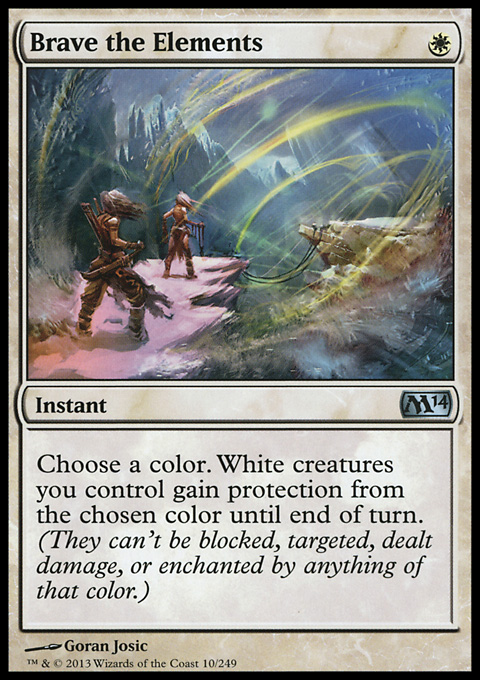 Brave the Elements
Instant
M14
Choose a color. White creatures
you control gain protection from
the chosen color until end of turn.
(They can't be blocked, targeted, dealt
damage, or enchanted by anything of
that color.)
Goran Josic
™ & © 2013 Wizards of the Coast 10/249